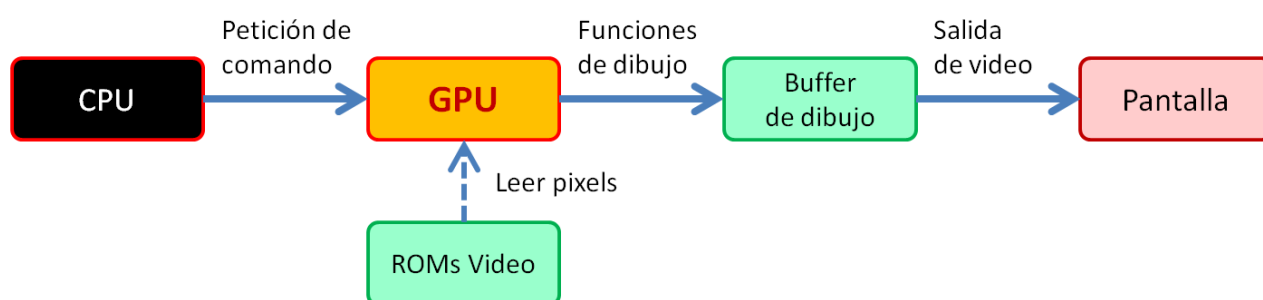 Petición de
comando
Funciones
de dibujo
Salida
de video
CPU
GPU
Buffer
de dibujo
Pantalla
Leer pixels
ROMs Video